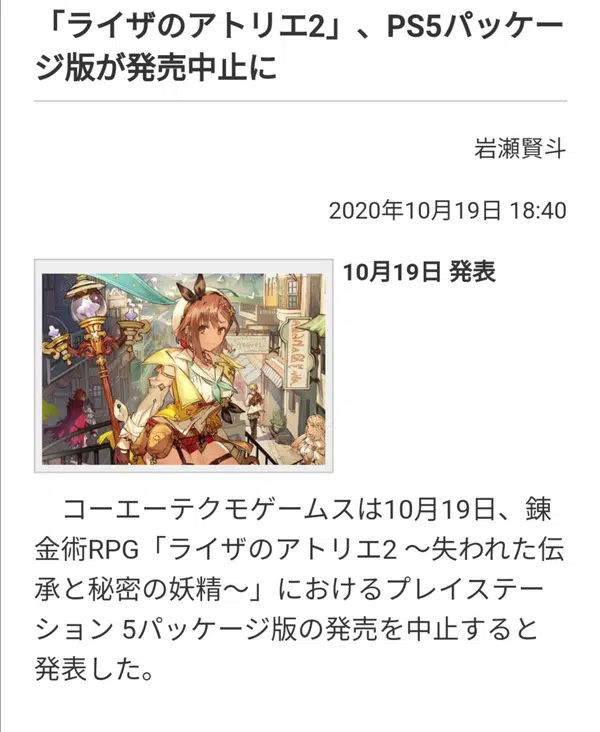 「ライザのアトリエ2」、PS5パッケー
ジ版が発売中止に
岩瀬賢斗
2020年10月19日 18:40
10月19日 発表
　コーエーテクモゲームスは10月19日、錬
金術RPG「ライザのアトリエ2 ～失われた伝
承と秘密の妖精～」におけるプレイステー
ション 5パッケージ版の発売を中止すると
発表した。